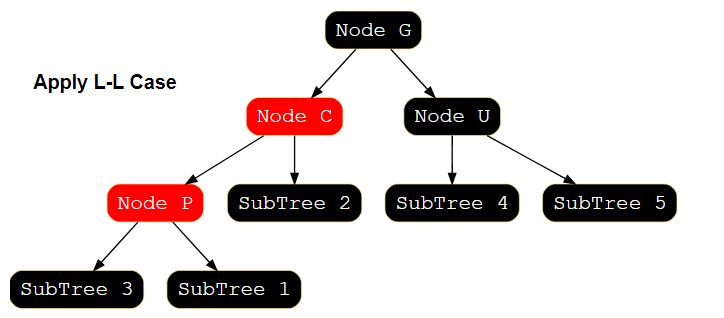 Node G
Apply L-L Case
Node C
Node U
Node P
SubTree 2
SubTree 4
SubTree 5
SubTree 3
SubTree 1